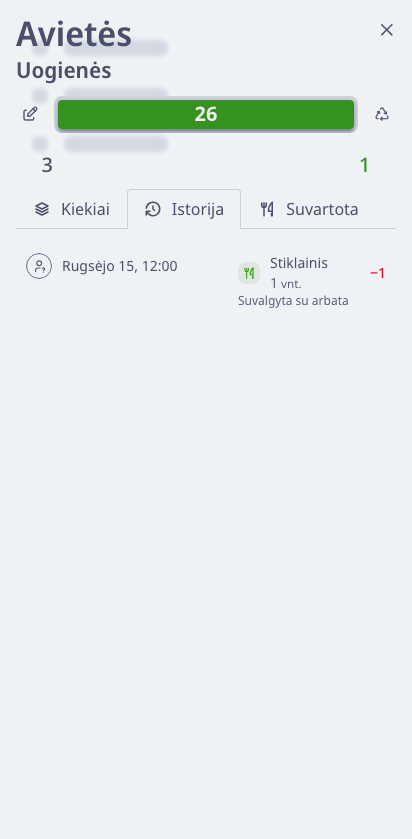 Avietės
Uogienės
26
3 1
Kiekiai Istorija Suvartota
Rugsėjo 15, 12:00 Stiklainis −1
1 vnt.
Suvalgyta su arbata